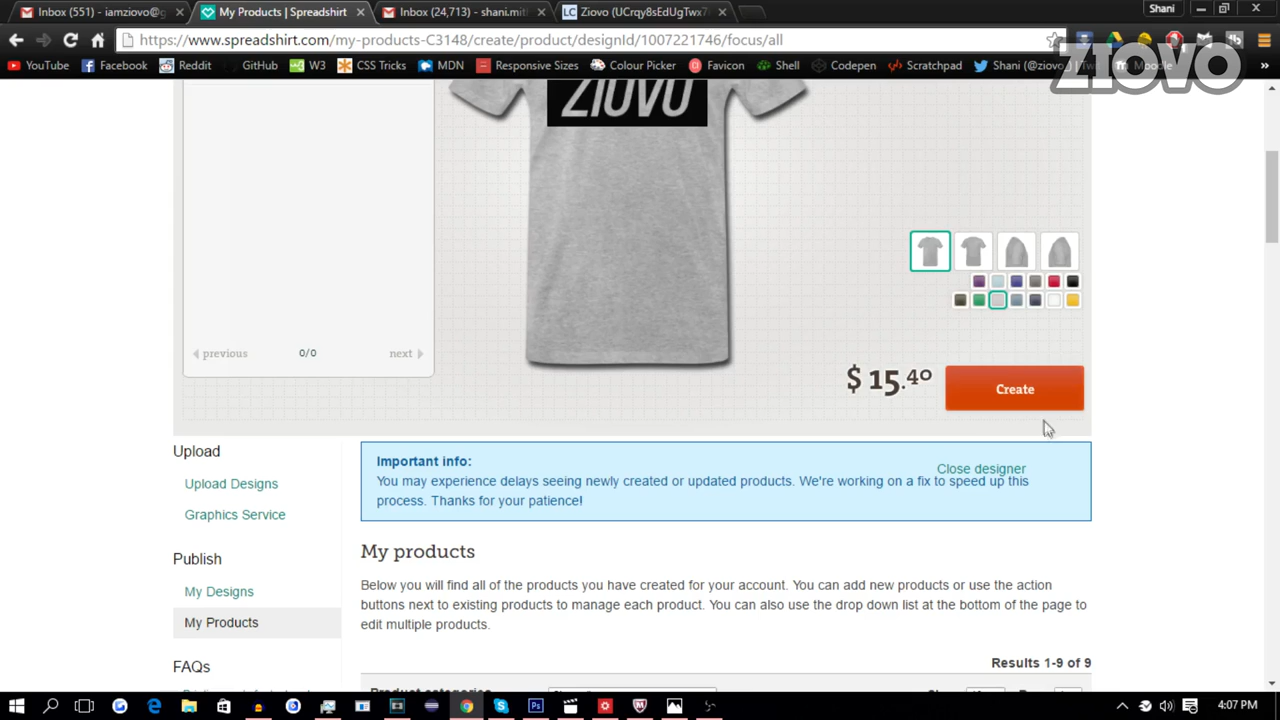 Inbox (551) - iamziovo@g
My Products | Spreadshirt
Inbox (24,713) - shani.mit
Ziovo (UCrqy8sEdUgTwx7
Shani
https://www.spreadshirt.com/my-products-C3148/create/product/designId/1007221746/focus/all
YouTube
Facebook
Reddit
GitHub
W3
CSS Tricks
MDN
Responsive Sizes
Colour Picker
Favicon
Shell
Codepen
Scratchpad
Shani (@ziovo_) | Tw
Moodle
ZIOVO
ZIOVO
previous
0/0
next
$ 15.40
Create
Upload
Upload Designs
Graphics Service
Publish
My Designs
My Products
FAQs
Important info:
Close designer
You may experience delays seeing newly created or updated products. We're working on a fix to speed up this
process. Thanks for your patience!
My products
Below you will find all of the products you have created for your account. You can add new products or use the action
buttons next to existing products to manage each product. You can also use the drop down list at the bottom of the page to
edit multiple products.
Results 1-9 of 9
Product categories
4:07 PM